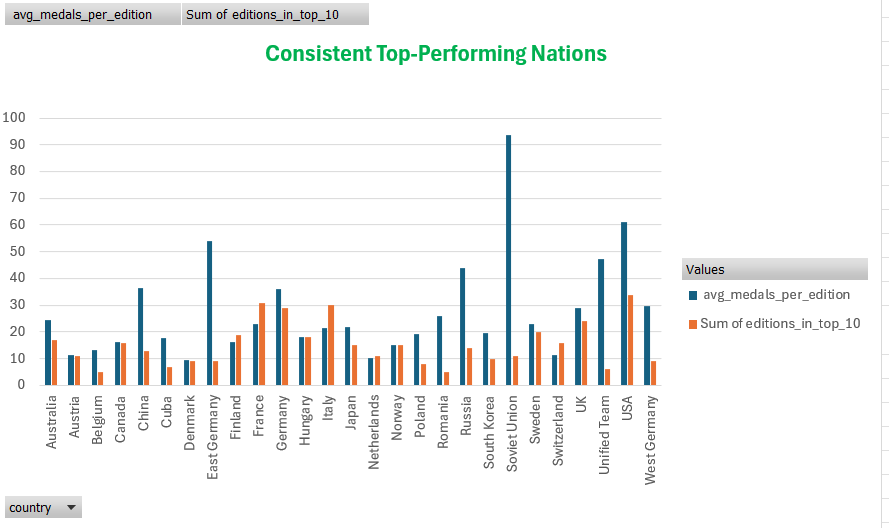 avg_medals_per_edition Sum of editions_in_top_10
Consistent Top-Performing Nations
100
90
80
70
60
50
40
30
20
10
0
Australia
Austria
Belgium
Canada
China
Cuba
Denmark
East Germany
Finland
France
Germany
Hungary
Italy
Japan
Netherlands
Norway
Poland
Romania
Russia
South Korea
Soviet Union
Sweden
Switzerland
UK
Unified Team
USA
West Germany
Values
avg_medals_per_edition
Sum of editions_in_top_10
country